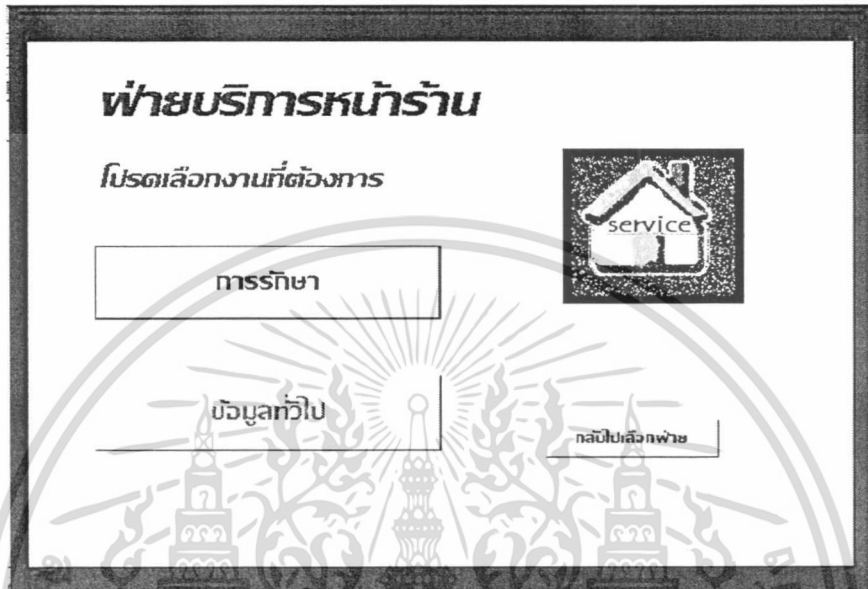 ฝ่ายบริการหน้าร้าน
โปรดเลือกงานที่ต้องการ
service
การรักษา
ข้อมูลทั่วไป
กลับไปเลือกฝ่าย